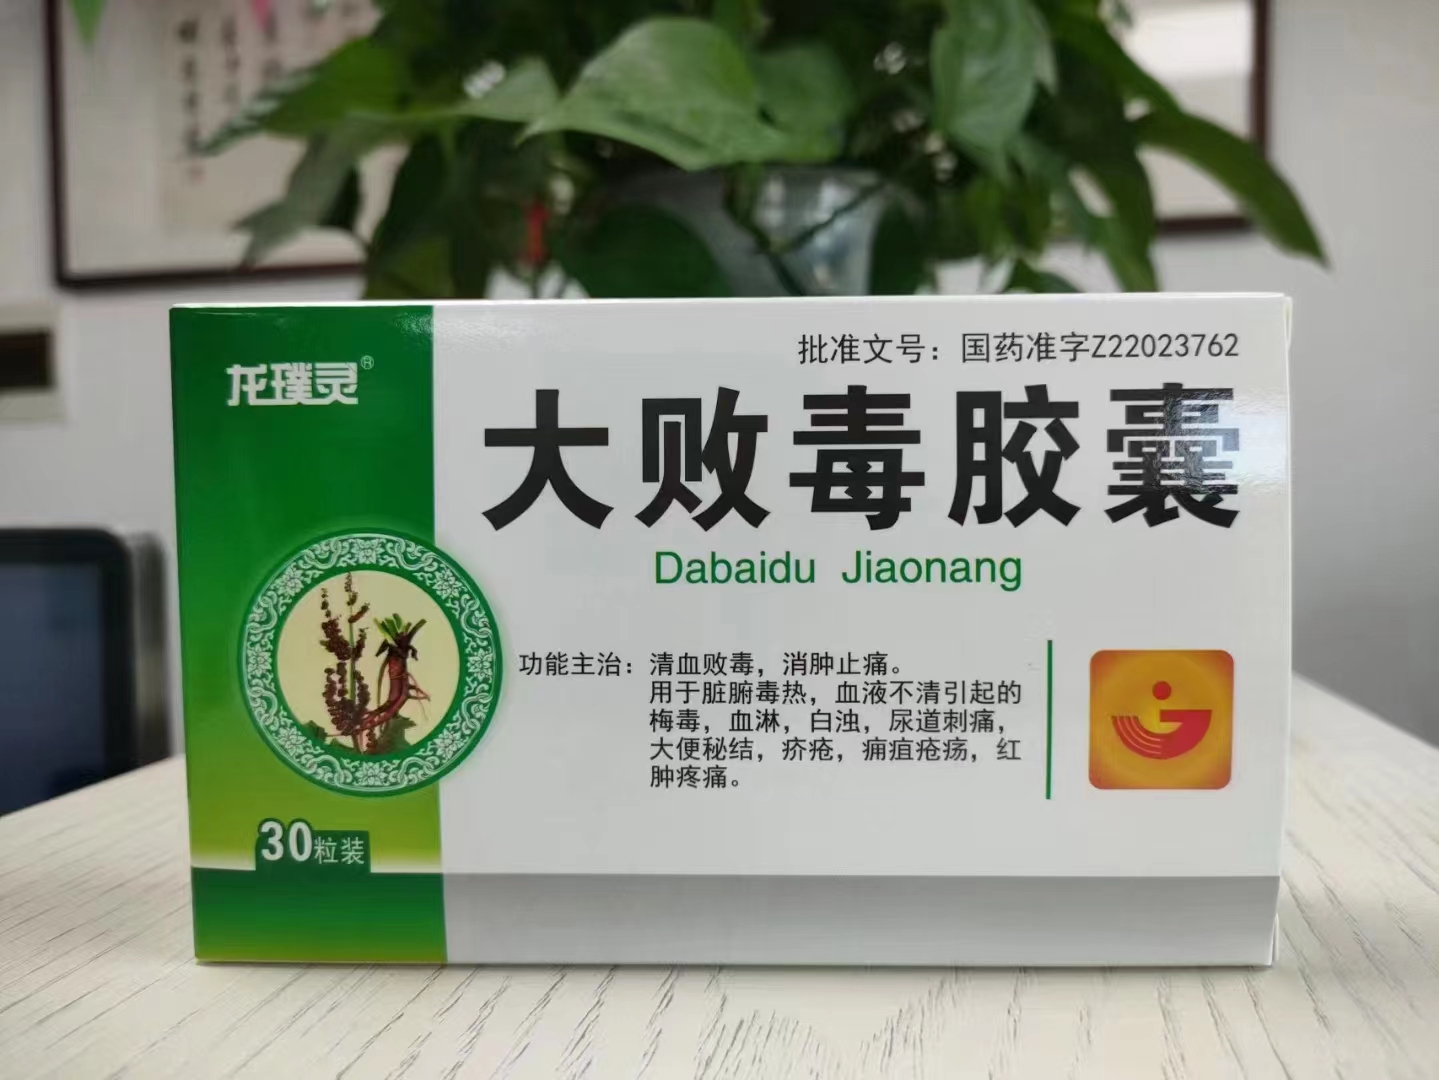 龙璞灵®
批准文号：国药准字Z22023762
大败毒胶囊
Dabaidu Jiaonang
功能主治：清血败毒，消肿止痛。
用于脏腑毒热，血液不清引起的
梅毒，血淋，白浊，尿道刺痛，
大便秘结，疥疮，痈疽疮疡，红
肿疼痛。
30粒装